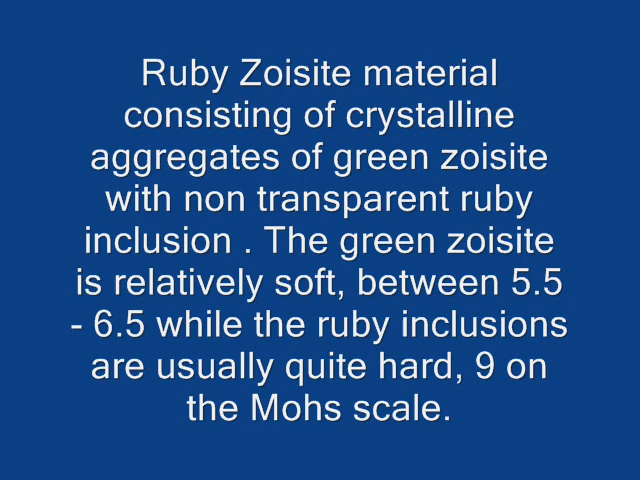 Ruby Zoisite material
consisting of crystalline
aggregates of green zoisite
with non transparent ruby
inclusion . The green zoisite
is relatively soft, between 5.5
- 6.5 while the ruby inclusions
are usually quite hard, 9 on
the Mohs scale.